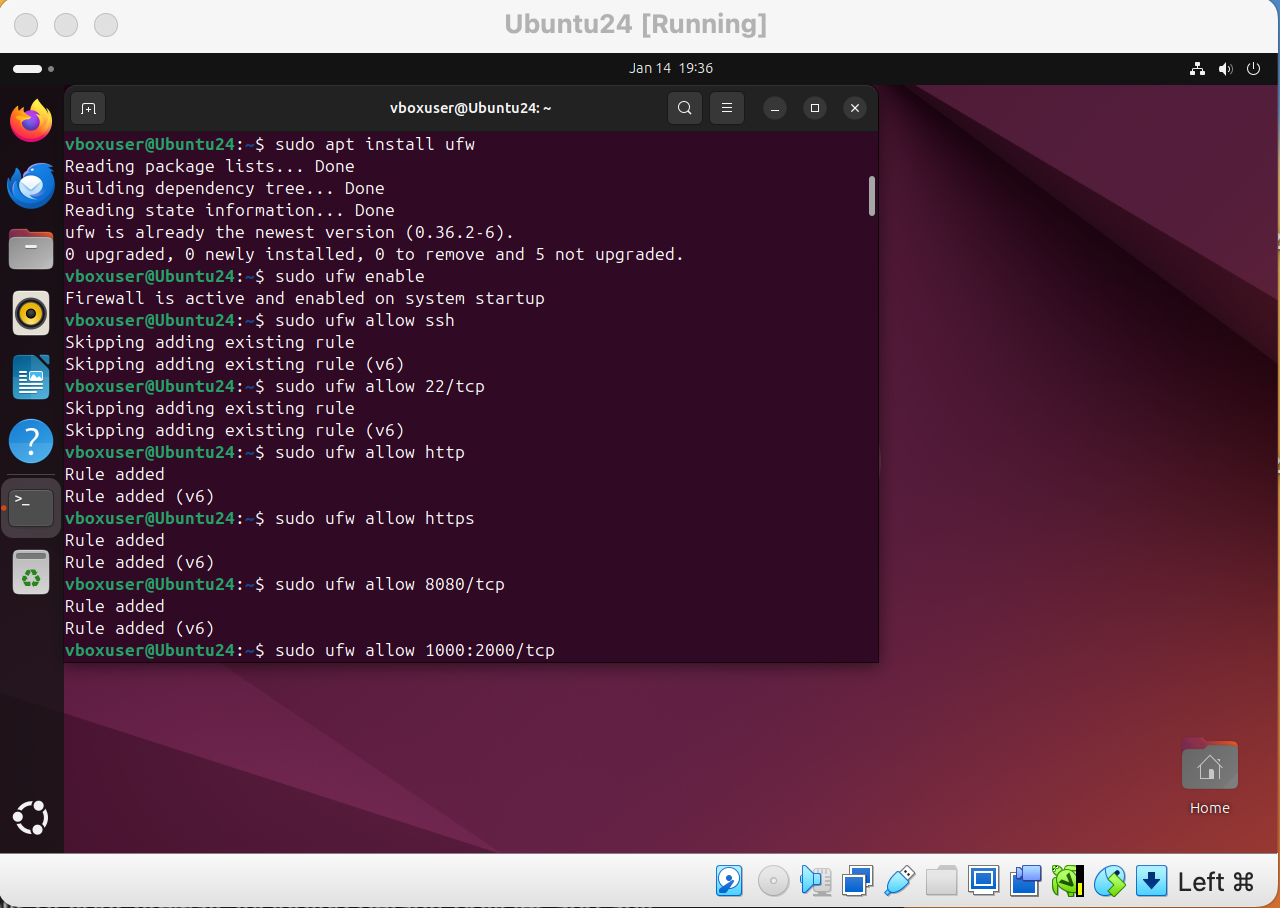 Ubuntu24 [Running]
Jan 14 19:36
vboxuser@Ubuntu24: ~
vboxuser@Ubuntu24:~$ sudo apt install ufw
Reading package lists... Done
Building dependency tree... Done
Reading state information... Done
ufw is already the newest version (0.36.2-6).
0 upgraded, 0 newly installed, 0 to remove and 5 not upgraded.
vboxuser@Ubuntu24:~$ sudo ufw enable
Firewall is active and enabled on system startup
vboxuser@Ubuntu24:~$ sudo ufw allow ssh
Skipping adding existing rule
Skipping adding existing rule (v6)
vboxuser@Ubuntu24:~$ sudo ufw allow 22/tcp
Skipping adding existing rule
Skipping adding existing rule (v6)
vboxuser@Ubuntu24:~$ sudo ufw allow http
Rule added
Rule added (v6)
vboxuser@Ubuntu24:~$ sudo ufw allow https
Rule added
Rule added (v6)
vboxuser@Ubuntu24:~$ sudo ufw allow 8080/tcp
Rule added
Rule added (v6)
vboxuser@Ubuntu24:~$ sudo ufw allow 1000:2000/tcp
Home
Left ⌘